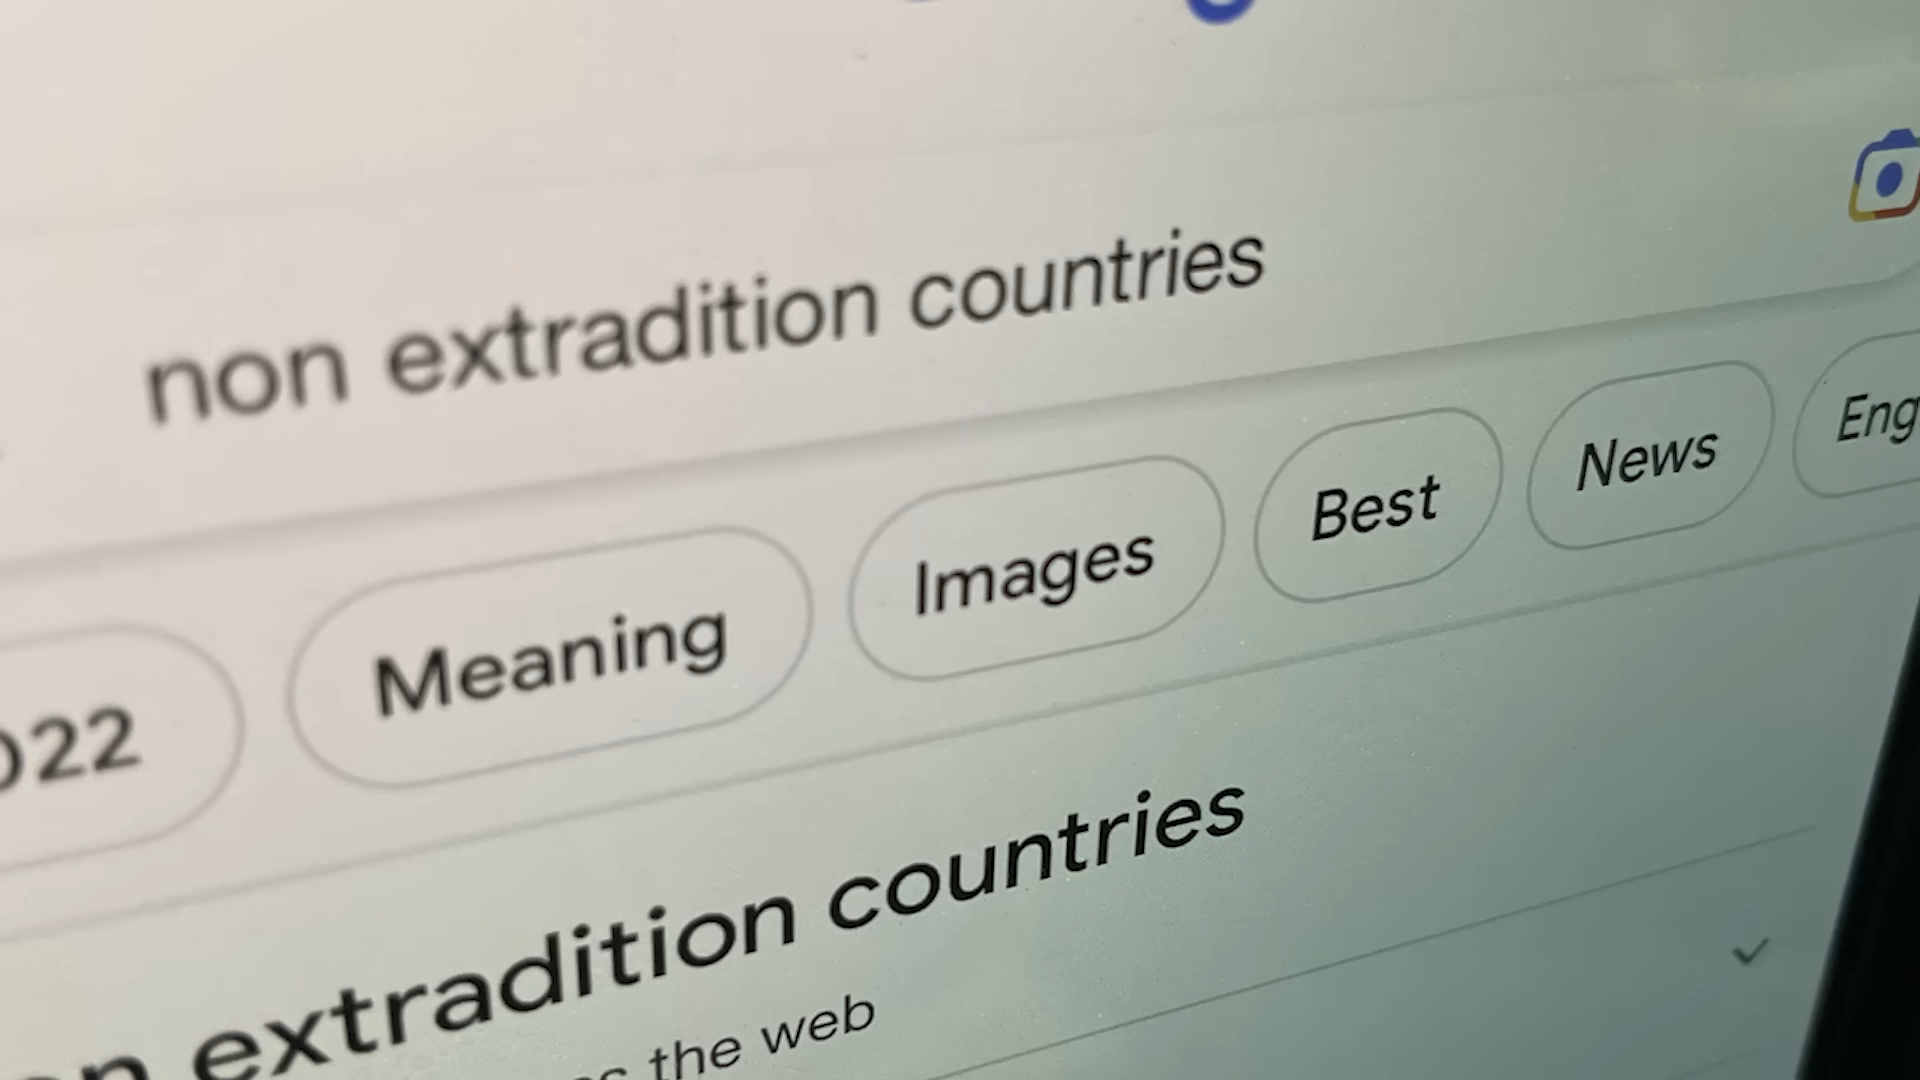 non extradition countries
022 Meaning Images Best News Eng
extradition countries
the web